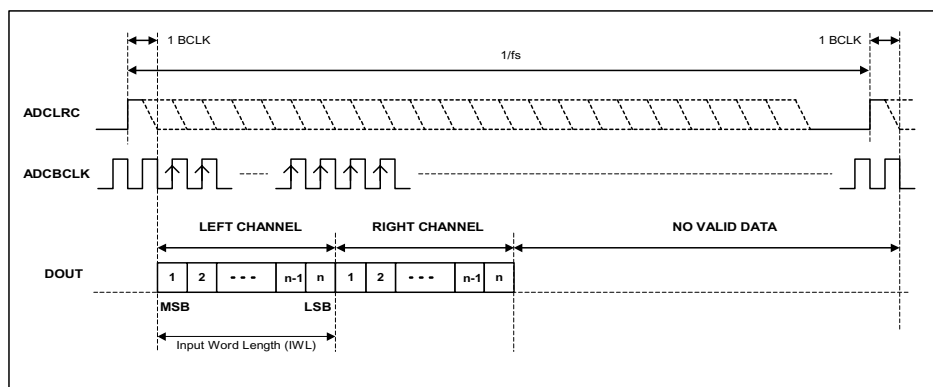 1 BCLK
1 BCLK
1/fs
ADCLRC
ADCBCLK
LEFT CHANNEL
RIGHT CHANNEL
NO VALID DATA
DOUT
1 2 n-1 n 1 2 n-1 n
MSB
LSB
Input Word Length (IWL)